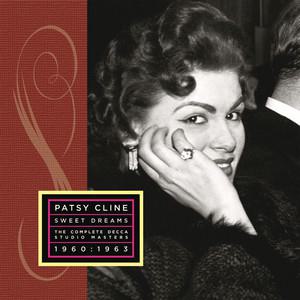 PATSY CLINE
SWEET DREAMS
THE COMPLETE DECCA
STUDIO MASTERS
1960:1963